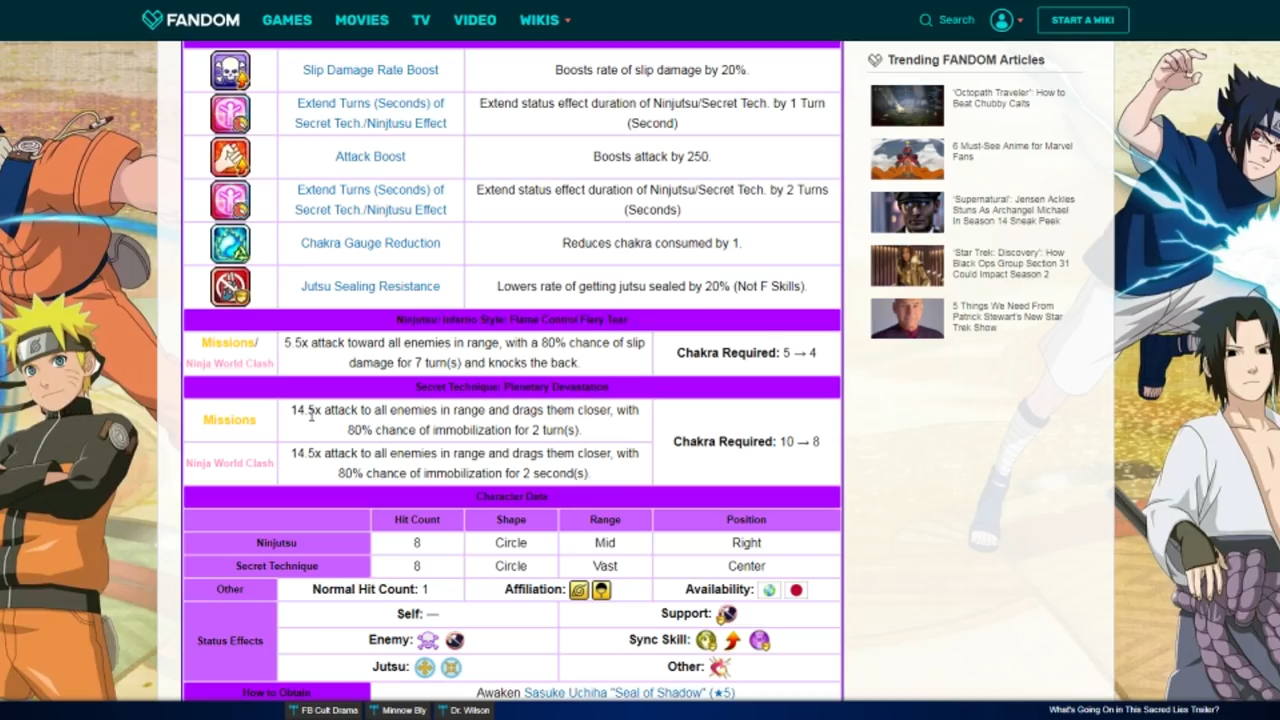 FANDOM GAMES MOVIES TV VIDEO WIKIS Search START A WIKI
Slip Damage Rate Boost
Boosts rate of slip damage by 20%.
Extend Turns (Seconds) of
Secret Tech./Ninjtusu Effect
Extend status effect duration of Ninjutsu/Secret Tech. by 1 Turn
(Second)
Attack Boost
Boosts attack by 250.
Extend Turns (Seconds) of
Secret Tech./Ninjtusu Effect
Extend status effect duration of Ninjutsu/Secret Tech. by 2 Turns
(Seconds)
Chakra Gauge Reduction
Reduces chakra consumed by 1.
Jutsu Sealing Resistance
Lowers rate of getting jutsu sealed by 20% (Not F Skills).
Ninjutsu: Inferno Style: Flame Control Fiery Tear
Missions/
Ninja World Clash
5.5x attack toward all enemies in range, with a 80% chance of slip
damage for 7 turn(s) and knocks the back.
Chakra Required: 5 → 4
Secret Technique: Planetary Devastation
Missions
14.5x attack to all enemies in range and drags them closer, with
80% chance of immobilization for 2 turn(s).
Ninja World Clash
14.5x attack to all enemies in range and drags them closer, with
80% chance of immobilization for 2 second(s).
Chakra Required: 10 → 8
Character Data
Hit Count Shape Range Position
Ninjutsu 8 Circle Mid Right
Secret Technique 8 Circle Vast Center
Other Normal Hit Count: 1 Affiliation: Availability:
Status Effects
Self: — Support:
Enemy: Sync Skill:
Jutsu: Other:
How to Obtain Awaken Sasuke Uchiha "Seal of Shadow" (★5)
Trending FANDOM Articles
'Octopath Traveler': How to
Beat Chubby Caits
6 Must-See Anime for Marvel
Fans
'Supernatural': Jensen Ackles
Stuns As Archangel Michael
In Season 14 Sneak Peek
'Star Trek: Discovery': How
Black Ops Group Section 31
Could Impact Season 2
5 Things We Need From
Patrick Stewart's New Star
Trek Show
FB Cult Drama Minnow Bly Dr. Wilson
What's Going On in This Sacred Lies Trailer?